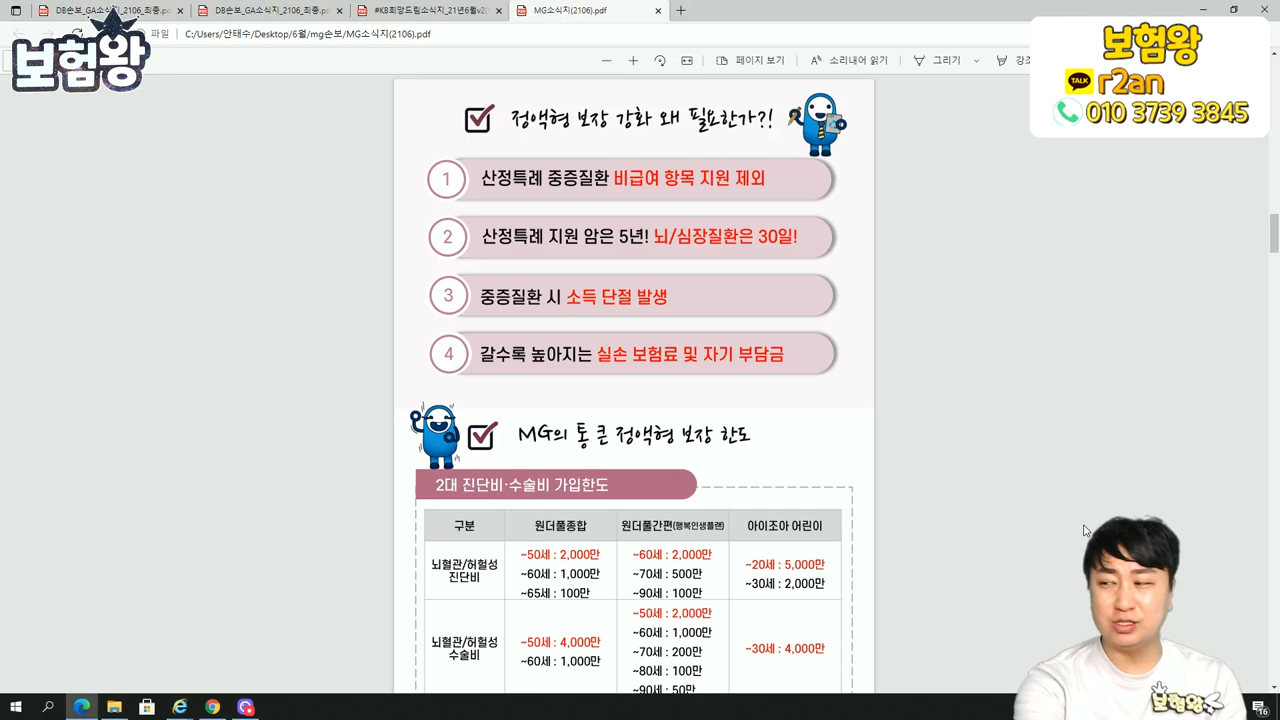 DB손보_GA소식지_2106_최종.p
DB손보_GA소식지_2106_최종.pd
#KB희망드림소식지_21년6월v2(
MG소식지(2106).pdf
파일
C:/Users/안태수/Desktop/6월/mg손보/MG소식지(2106).pdf
페이지 보기
소리내어 읽기
그리기
강조
보험왕
보험왕
TALK
r2an
010 3739 3845
정액형 보장 강화 왜 필요한가?!
1 산정특례 중증질환 비급여 항목 지원 제외
2 산정특례 지원 암은 5년! 뇌/심장질환은 30일!
3 중증질환 시 소득 단절 발생
4 갈수록 높아지는 실손 보험료 및 자기 부담금
MG의 통 큰 정액형 보장 한도
2대 진단비·수술비 가입한도
구분 원더풀종합 원더풀간편(행복인생플랜) 아이조아 어린이
뇌혈관/허혈성 진단비
~50세 : 2,000만
~60세 : 1,000만
~65세 : 100만
~60세 : 2,000만
~70세 : 500만
~90세 : 100만
~20세 : 5,000만
~30세 : 2,000만
뇌혈관/허혈성 수술비
~50세 : 4,000만
~60세 : 1,000만
~50세 : 2,000만
~60세 : 1,000만
~70세 : 200만
~80세 : 100만
~90세 : 50만
~30세 : 4,000만
보험왕
16